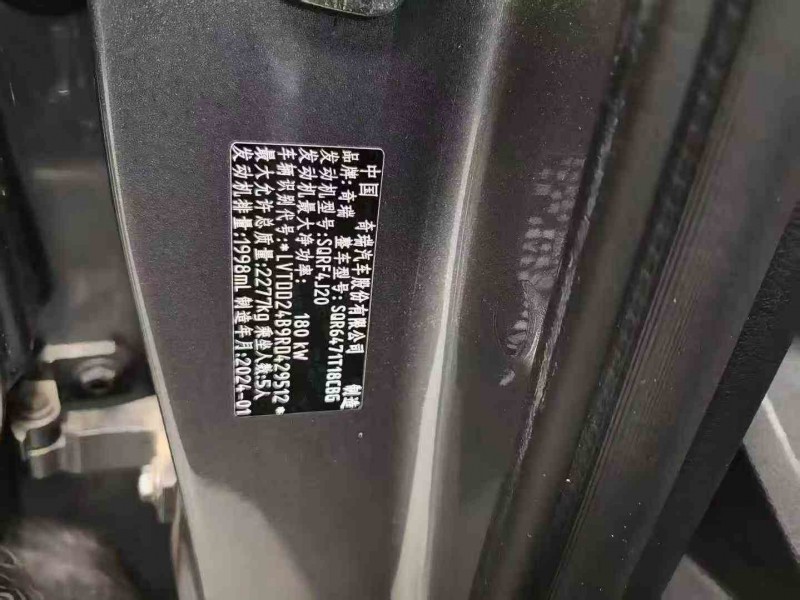 中国 奇瑞汽车股份有限公司 制造
品牌:奇瑞 整车型号:SQR6471T18CBG
发动机型号:SQRF4J20
发动机最大净功率: 180 kW
车辆识别代号:*LVTDD24B9RD429512*
最大允许总质量:2277kg 乘坐人数:5人
发动机排量:1998mL 制造年月:2024-01